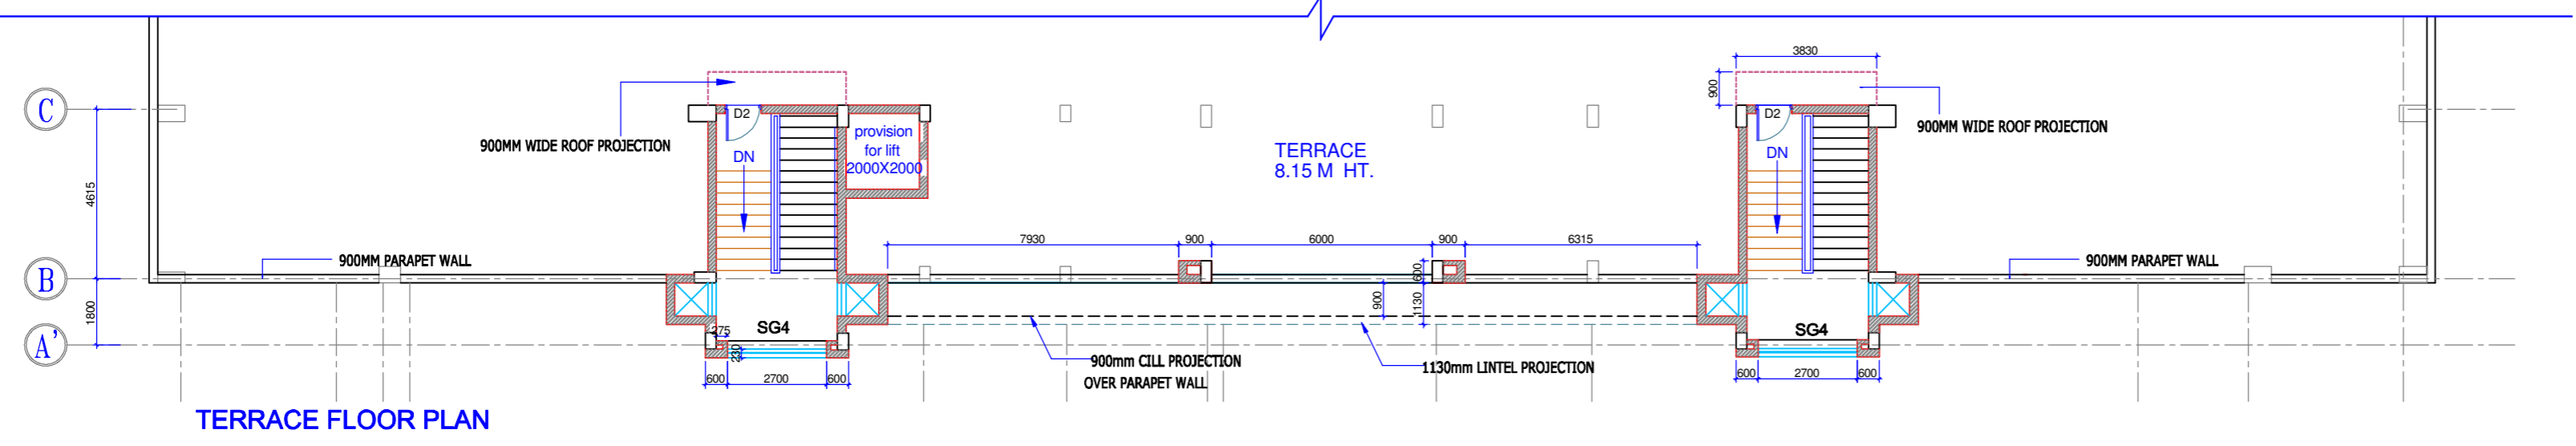 3830
900
C
D2
D2
900MM WIDE ROOF PROJECTION
provision
for lift
2000X2000
DN
TERRACE
8.15 M  HT.
900MM WIDE ROOF PROJECTION
DN
4615
7930
900
6000
900
6315
900MM PARAPET WALL
900MM PARAPET WALL
B
600
1800
900
1130
275
SG4
SG4
A'
230
900mm CILL PROJECTION
OVER PARAPET WALL
1130mm LINTEL PROJECTION
600
2700
600
600
2700
600
TERRACE FLOOR PLAN